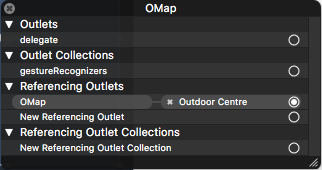 OMap
Outlets
delegate
Outlet Collections
gestureRecognizers
Referencing Outlets
OMap Outdoor Centre
New Referencing Outlet
Referencing Outlet Collections
New Referencing Outlet Collection